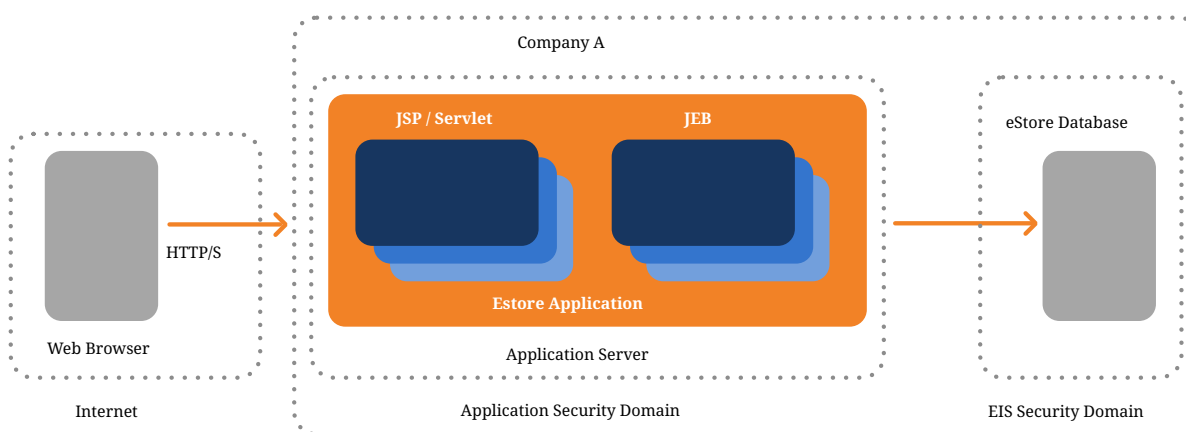 Company A
JSP / Servlet
JEB
eStore Database
HTTP/S
Estore Application
Web Browser
Application Server
Internet
Application Security Domain
EIS Security Domain